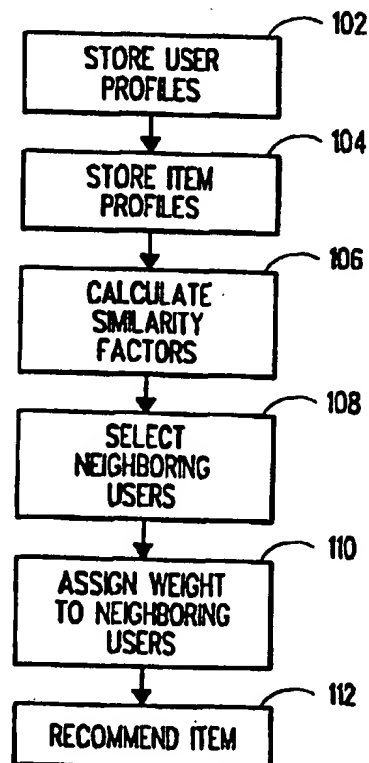 102
STORE USER
PROFILES
104
STORE ITEM
PROFILES
106
CALCULATE
SIMILARITY
FACTORS
108
SELECT
NEIGHBORING
USERS
110
ASSIGN WEIGHT
TO NEIGHBORING
USERS
112
RECOMMEND ITEM